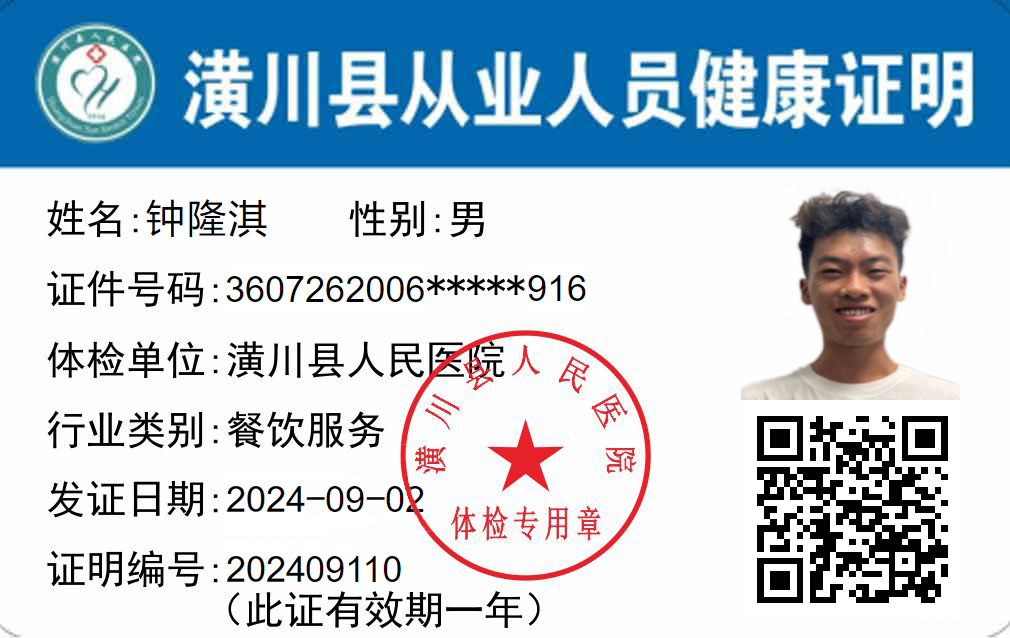 潢川县从业人员健康证明
姓名:钟隆淇 性别:男
证件号码:3607262006*****916
体检单位:潢川县人民医院
行业类别:餐饮服务
发证日期:2024-09-02
证明编号:202409110
（此证有效期一年）
潢川县人民医院
体检专用章